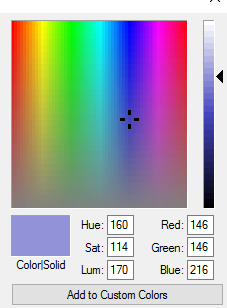 Hue: 160 Red: 146
Sat: 114 Green: 146
Color|Solid
Lum: 170 Blue: 216
Add to Custom Colors